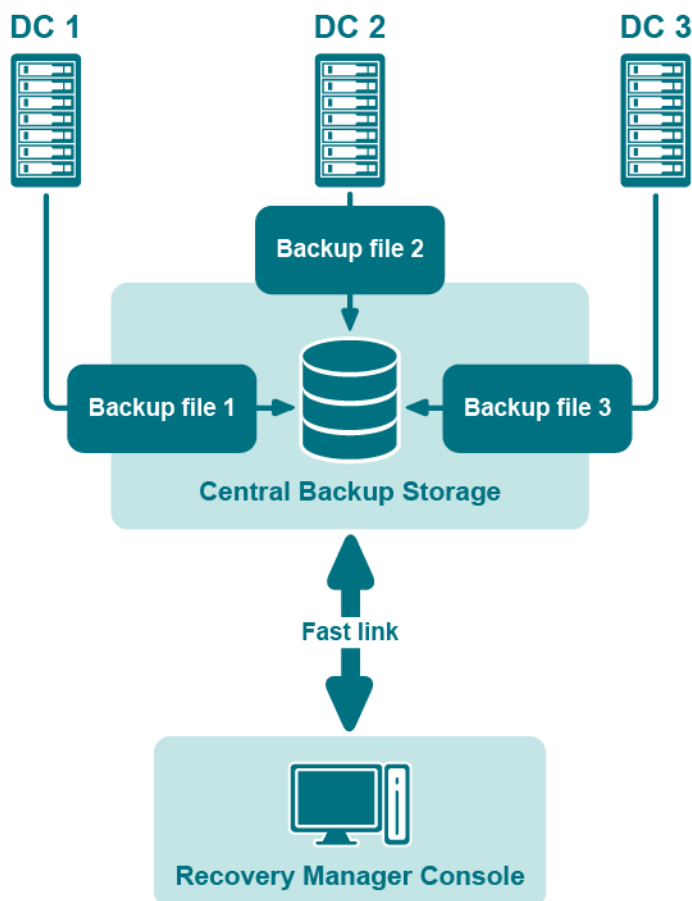 DC 1
DC 2
DC 3
Backup file 2
Backup file 1
Backup file 3
Central Backup Storage
Fast link
Recovery Manager Console